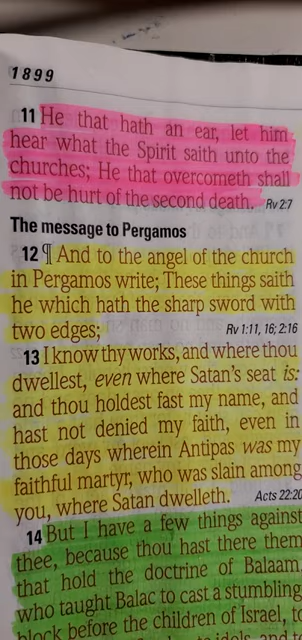 1899
11 He that hath an ear, let him
hear what the Spirit saith unto the
churches; He that overcometh shall
not be hurt of the second death. Rv 2:7
The message to Pergamos
12 ¶ And to the angel of the church
in Pergamos write; These things saith
he which hath the sharp sword with
two edges; Rv 1:11, 16; 2:16
13 I know thy works, and where thou
dwellest, even where Satan's seat is:
and thou holdest fast my name, and
hast not denied my faith, even in
those days wherein Antipas was my
faithful martyr, who was slain among
you, where Satan dwelleth. Acts 22:20
14 But I have a few things against
thee, because thou hast there them
that hold the doctrine of Balaam,
who taught Balac to cast a stumbling
block before the children of Israel, to
idols, and